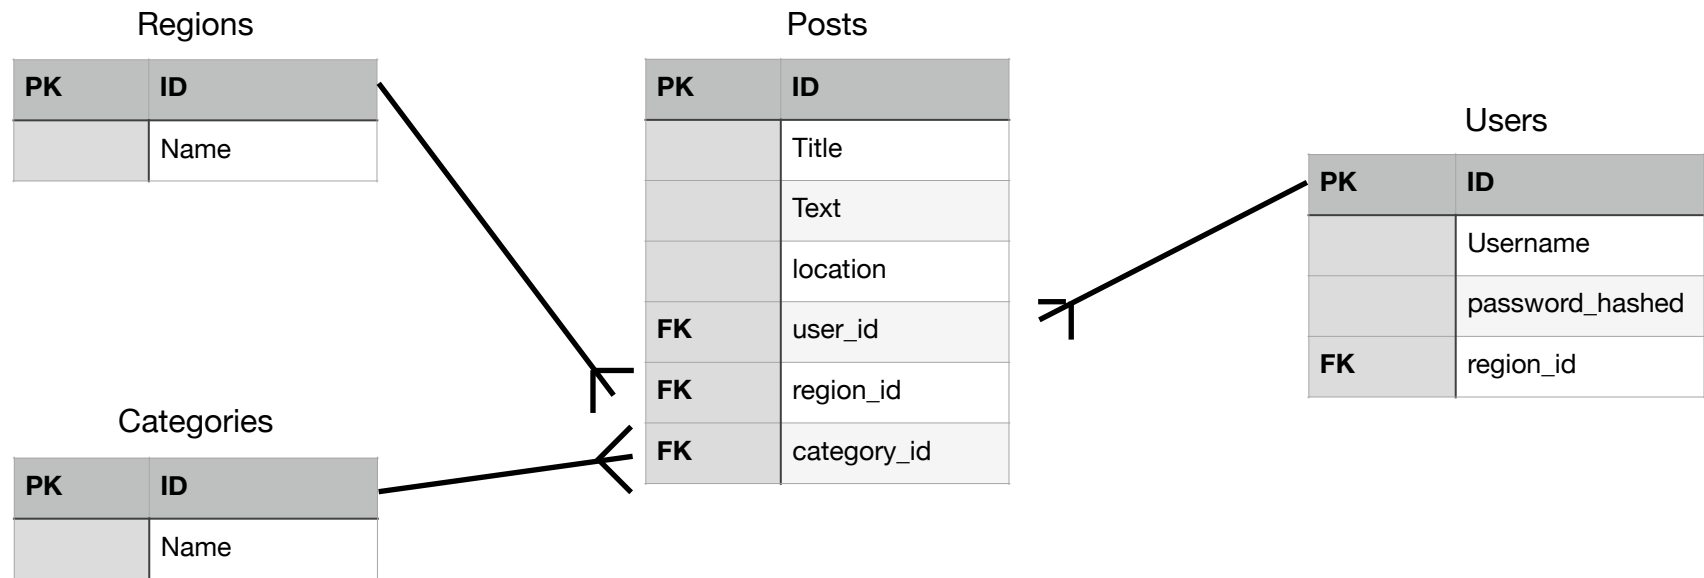 Regions
PK ID
Name
Categories
PK ID
Name
Posts
PK ID
Title
Text
location
FK user_id
FK region_id
FK category_id
Users
PK ID
Username
password_hashed
FK region_id